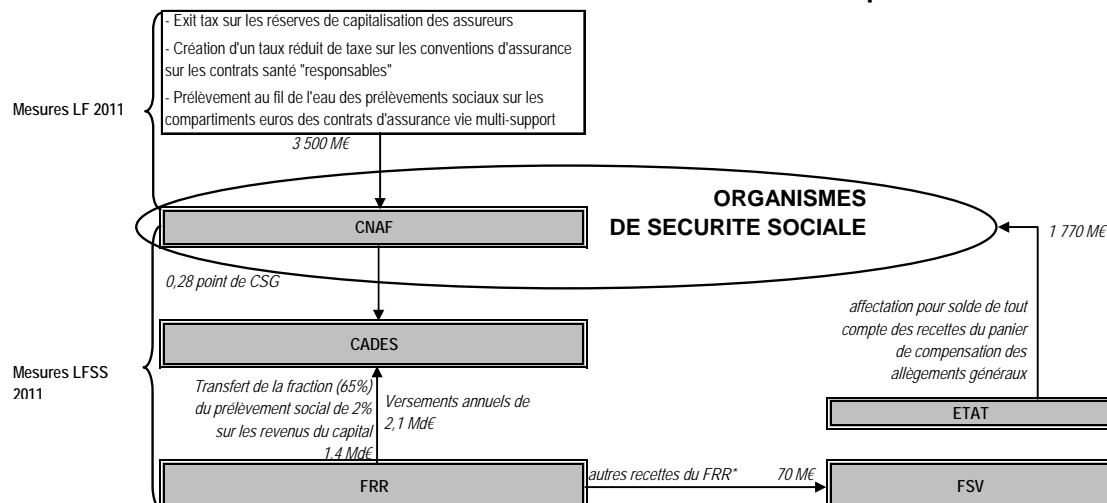 - Exit tax sur les réserves de capitalisation des assureurs
- Création d'un taux réduit de taxe sur les conventions d'assurance
sur les contrats santé "responsables"
- Prélèvement au fil de l'eau des prélèvements sociaux sur les
compartiments euros des contrats d'assurance vie multi-support
Mesures LF 2011
3 500 M€
ORGANISMES
DE SECURITE SOCIALE
CNAF
1 770 M€
0,28 point de CSG
affectation pour solde de tout
compte des recettes du panier
de compensation des
allègements généraux
CADES
Mesures LFSS
2011
Transfert de la fraction (65%)
du prélèvement social de 2%
sur les revenus du capital
1,4 Md€
Versements annuels de
2,1 Md€
ETAT
FRR
autres recettes du FRR*
70 M€
FSV